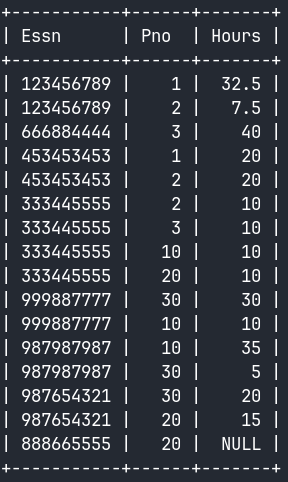 +-----------+------+-------+
| Essn      | Pno  | Hours |
+-----------+------+-------+
| 123456789 |    1 |  32.5 |
| 123456789 |    2 |   7.5 |
| 666884444 |    3 |    40 |
| 453453453 |    1 |    20 |
| 453453453 |    2 |    20 |
| 333445555 |    2 |    10 |
| 333445555 |    3 |    10 |
| 333445555 |   10 |    10 |
| 333445555 |   20 |    10 |
| 999887777 |   30 |    30 |
| 999887777 |   10 |    10 |
| 987987987 |   10 |    35 |
| 987987987 |   30 |     5 |
| 987654321 |   30 |    20 |
| 987654321 |   20 |    15 |
| 888665555 |   20 |  NULL |
+-----------+------+-------+